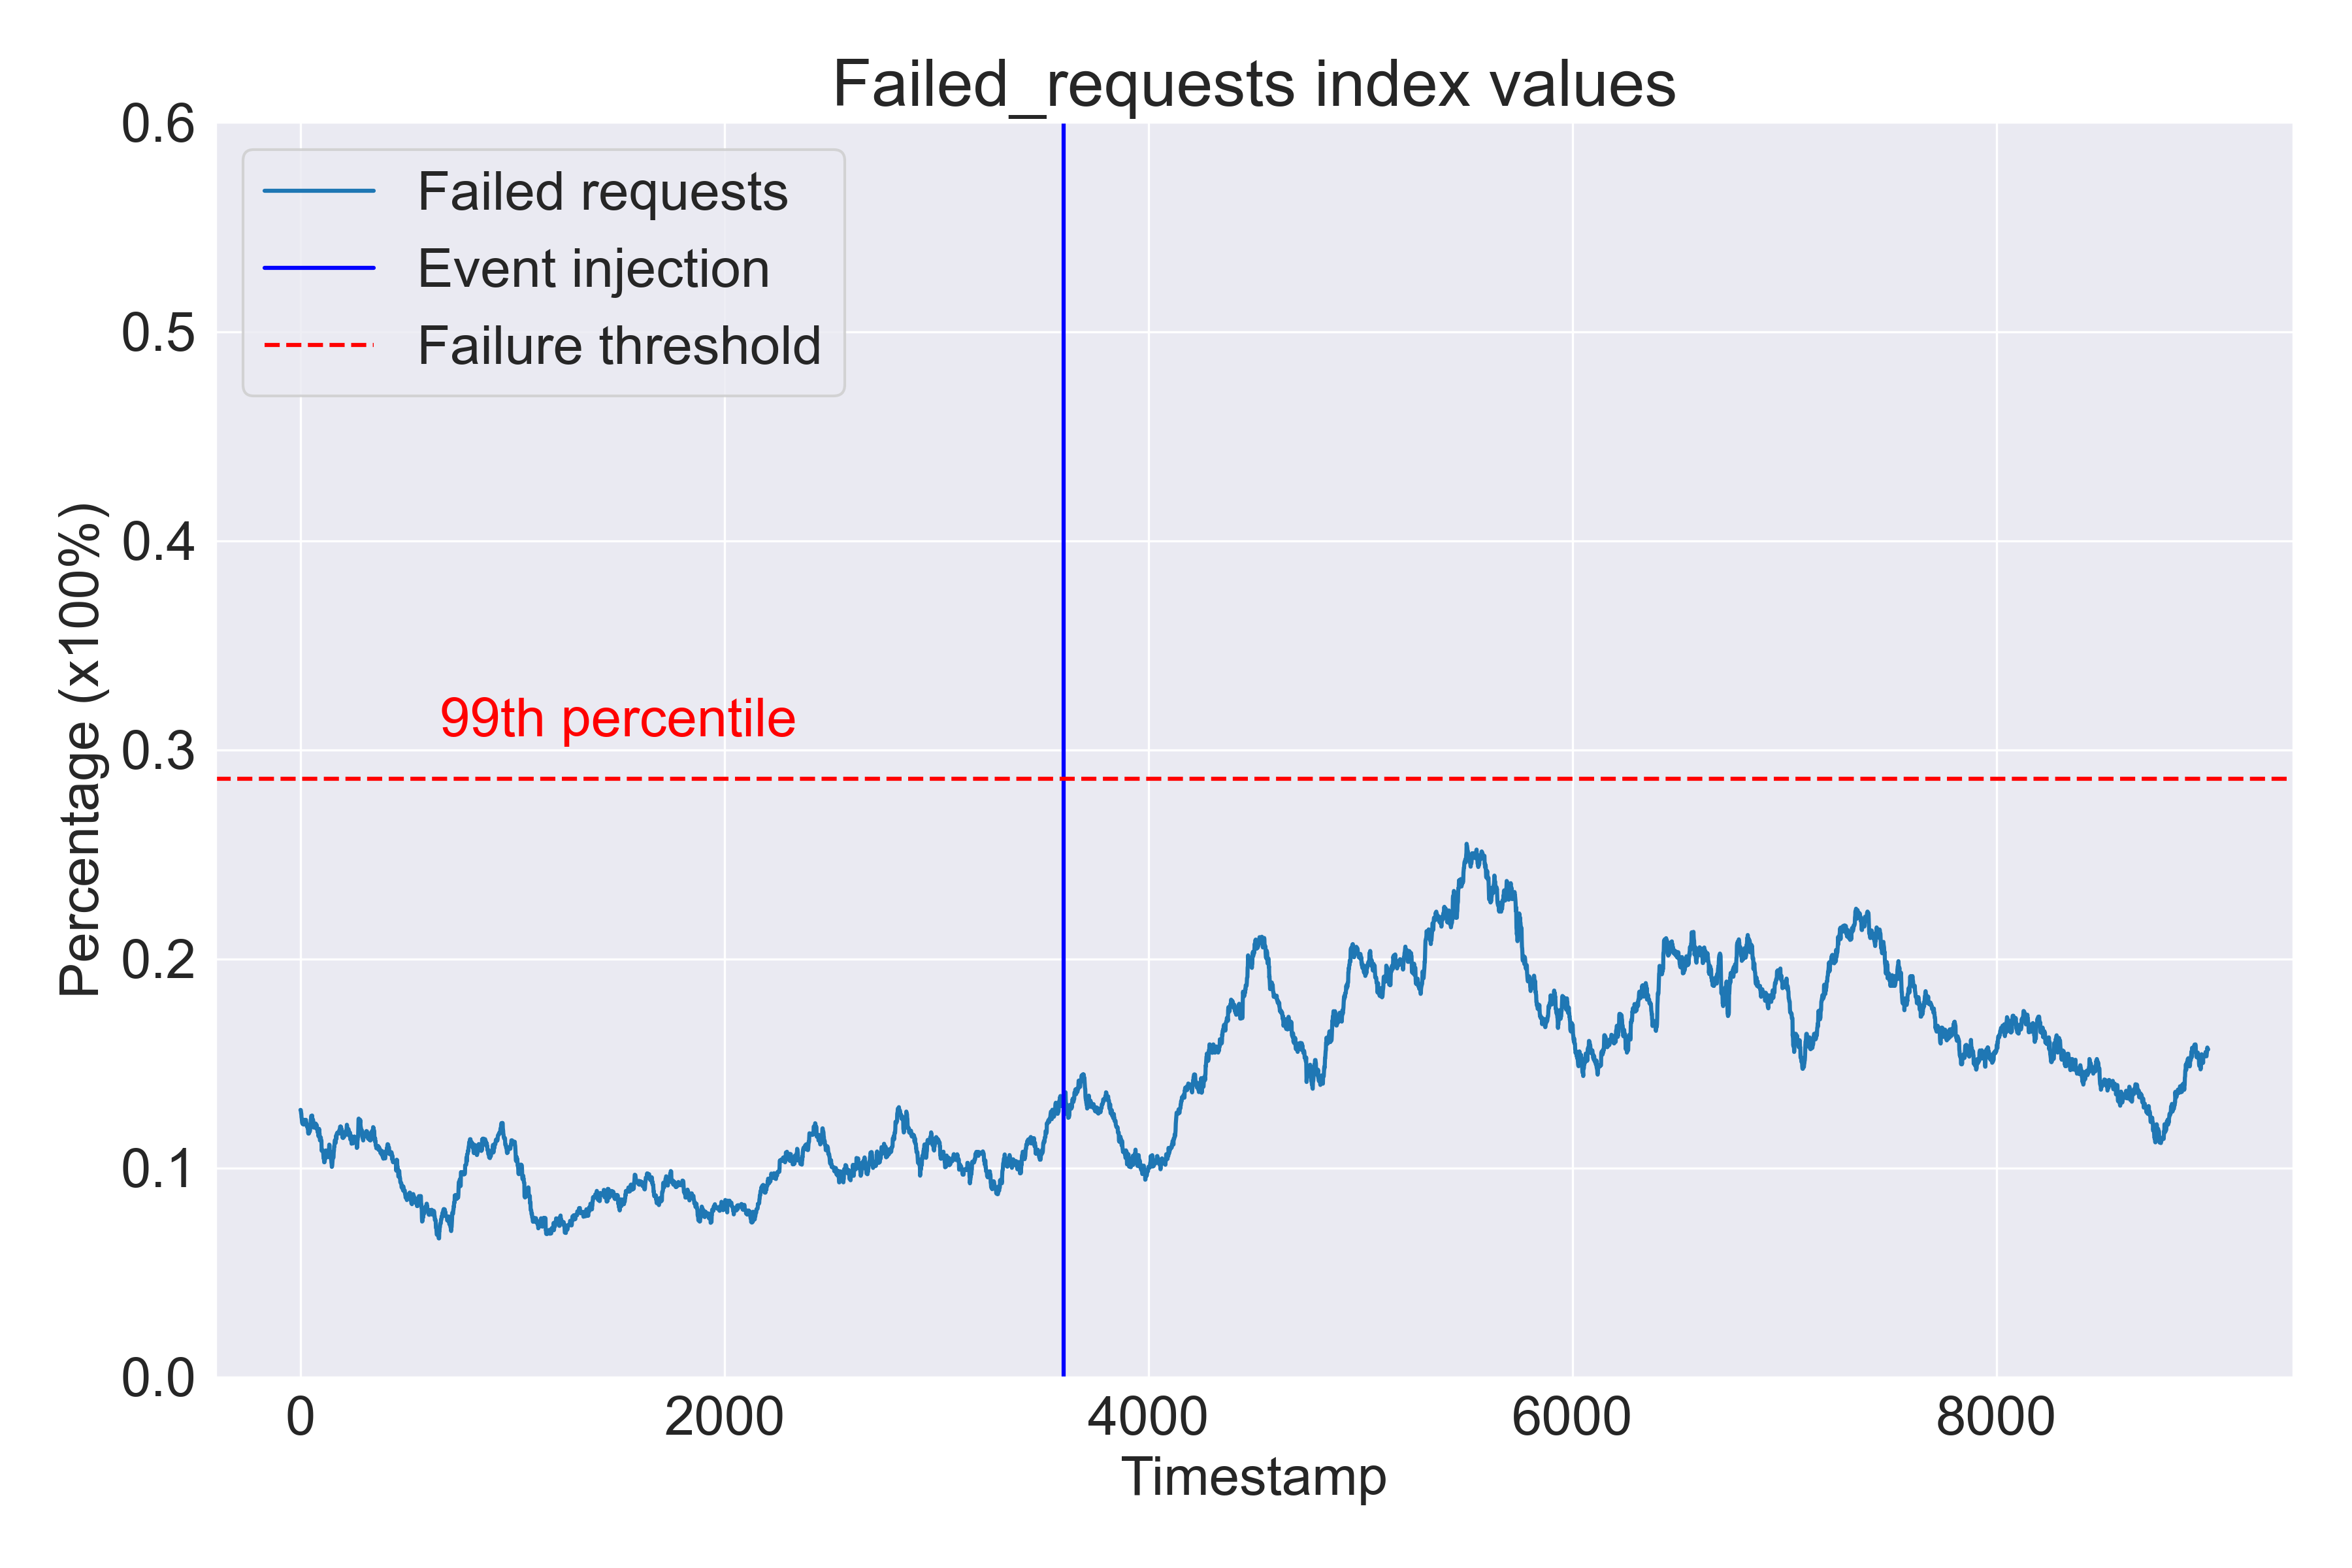 Failed_requests index values
0.6
0.5
0.4
0.3
0.2
0.1
0.0
Percentage (x100%)
Failed requests
Event injection
Failure threshold
99th percentile
0
2000
4000
6000
8000
Timestamp